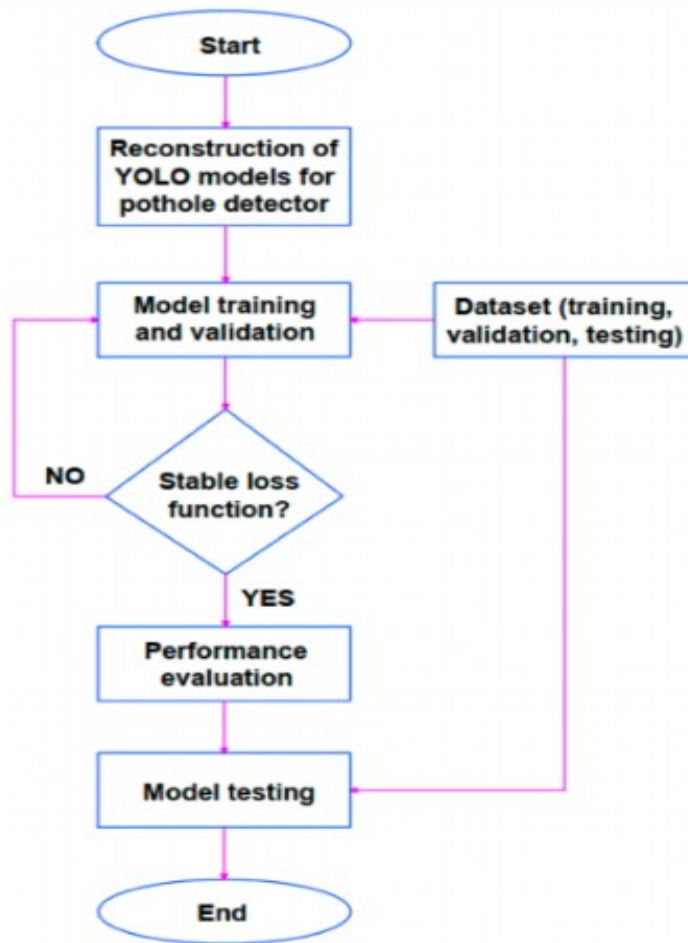 Start
Reconstruction of
YOLO models for
pothole detector
Model training
and validation
Dataset (training,
validation, testing)
NO
Stable loss
function?
YES
Performance
evaluation
Model testing
End